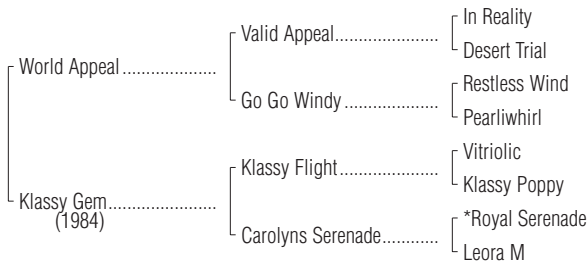 In Reality
Valid Appeal
Desert Trial
World Appeal
Restless Wind
Go Go Windy
Pearliwhirl
Vitriolic
Klassy Flight
Klassy Poppy
Klassy Gem
(1984)
*Royal Serenade
Carolyns Serenade
Leora M